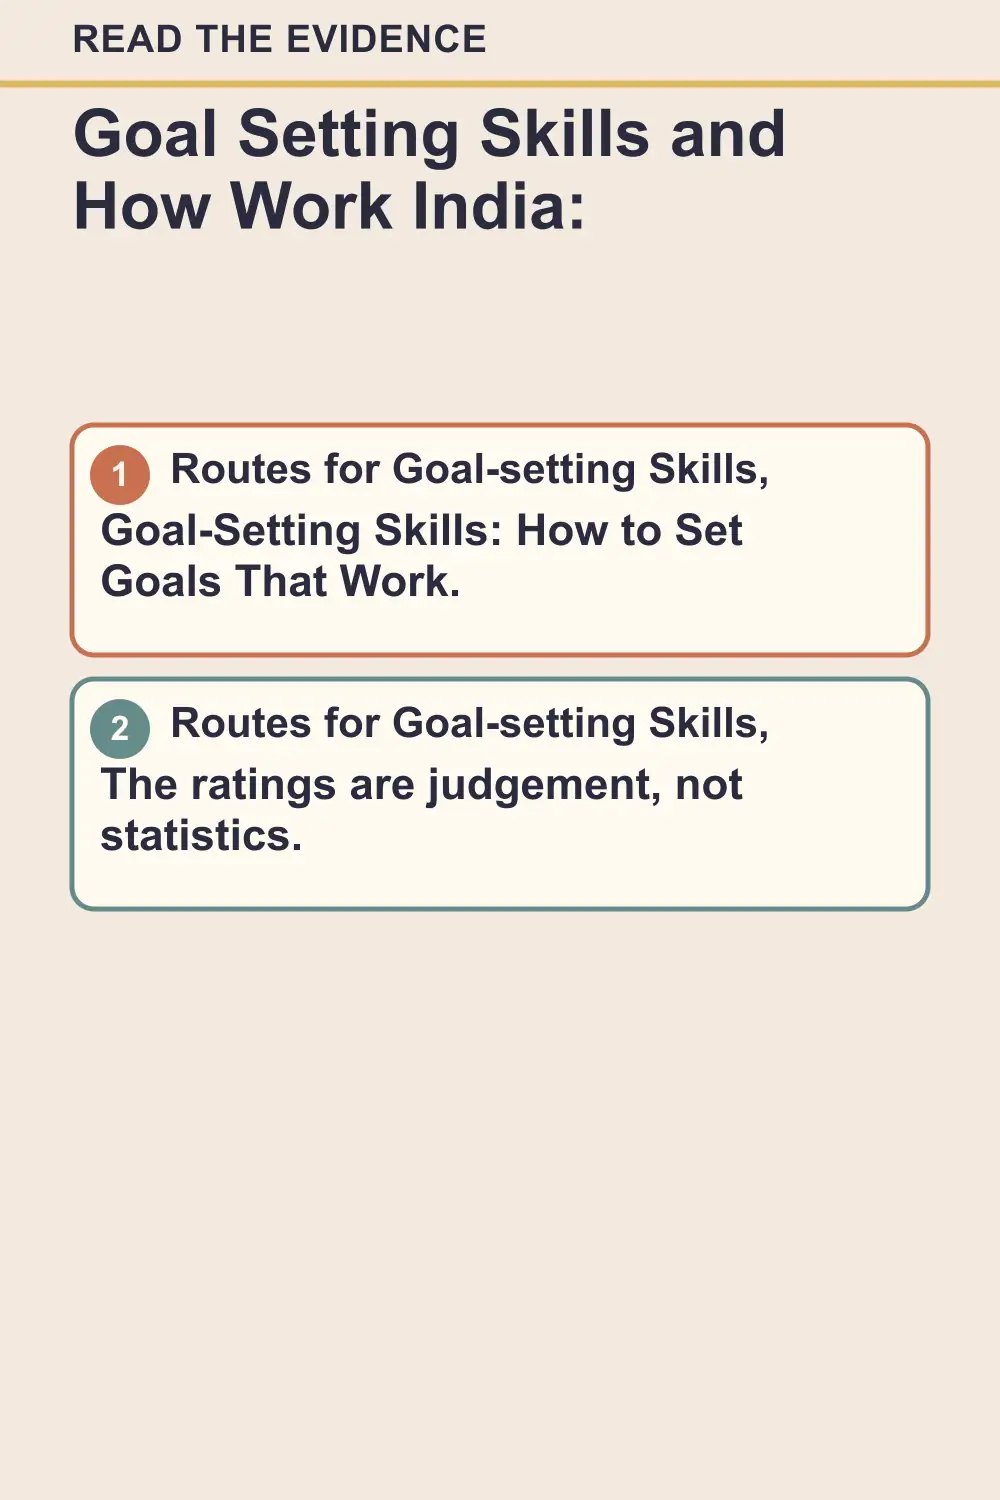 READ THE EVIDENCE
Goal Setting Skills and
How Work India:
1 Routes for Goal-setting Skills,
Goal-Setting Skills: How to Set
Goals That Work.
2 Routes for Goal-setting Skills,
The ratings are judgement, not
statistics.